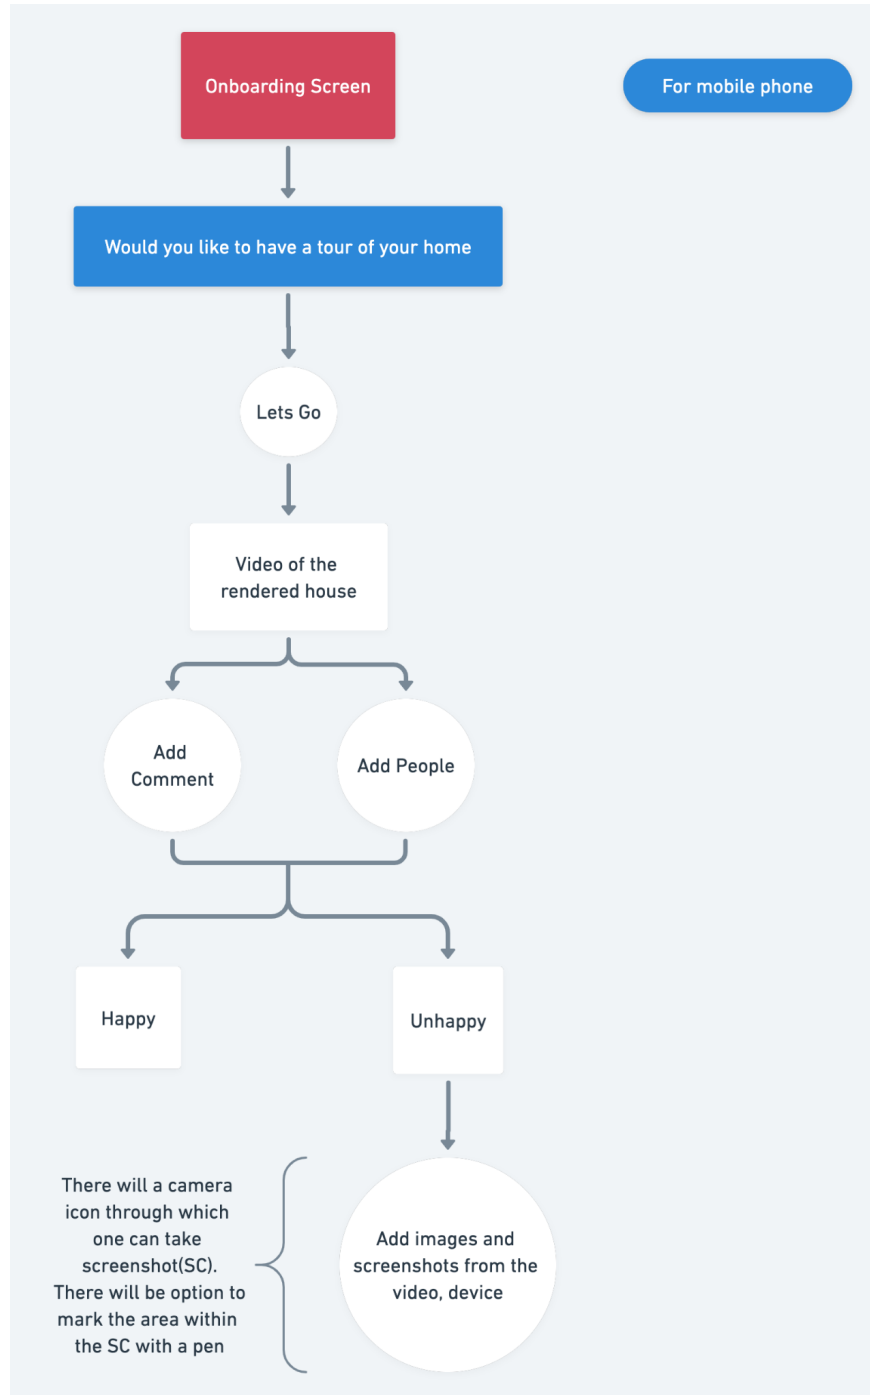 Onboarding Screen
For mobile phone
Would you like to have a tour of your home
Lets Go
Video of the
rendered house
Add
Comment
Add People
Happy
Unhappy
There will a camera
icon through which
one can take
screenshot(SC).
There will be option to
mark the area within
the SC with a pen
Add images and
screenshots from the
video, device